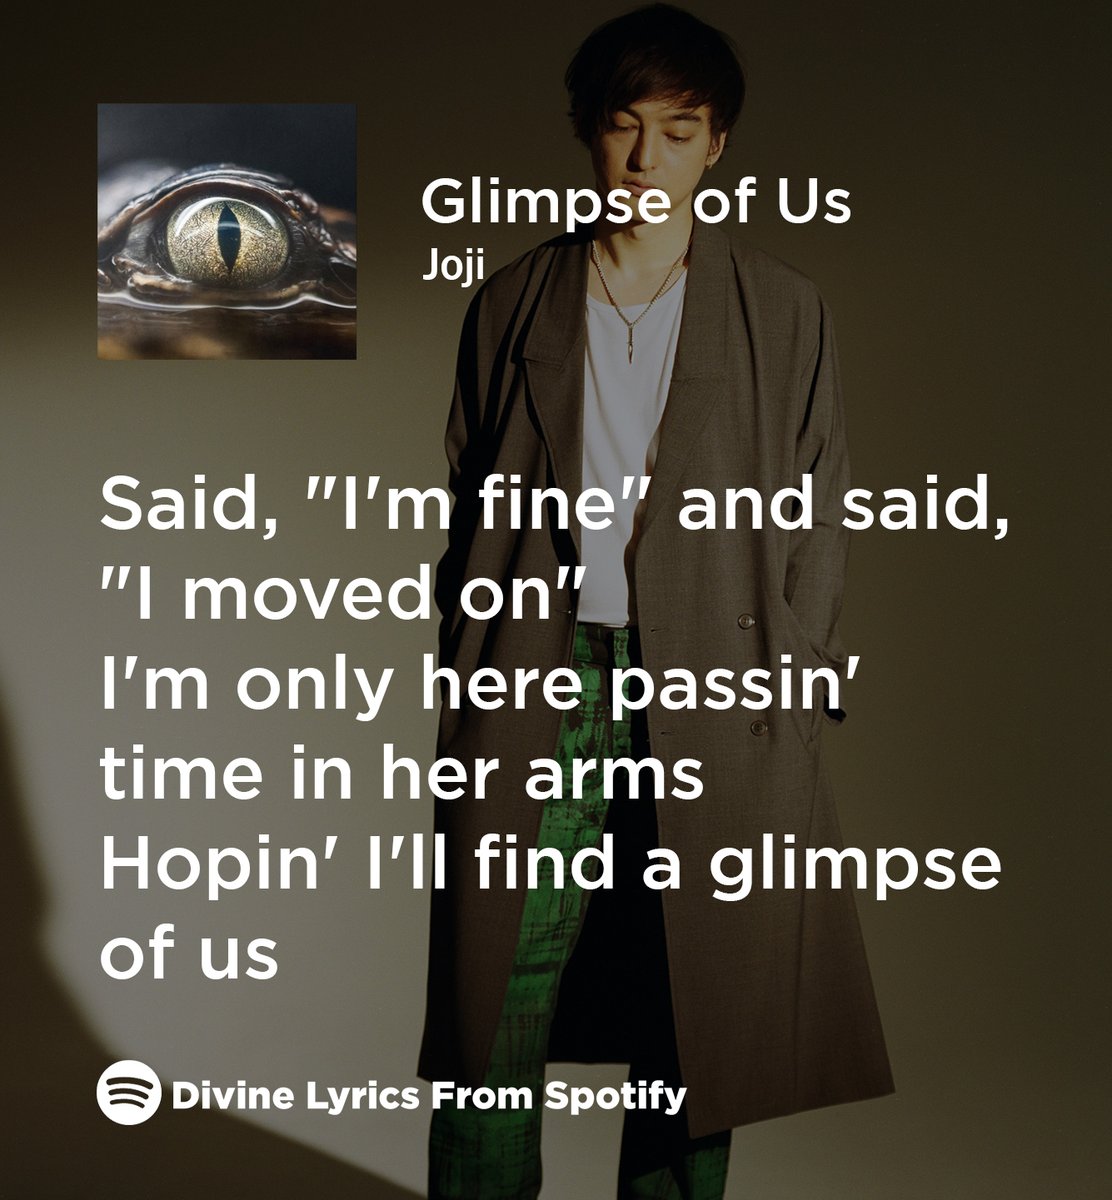 Glimpse of Us
Joji
Said, "I'm fine" and said,
"I moved on"
I'm only here passin'
time in her arms
Hopin' I'll find a glimpse
of us
Divine Lyrics From Spotify